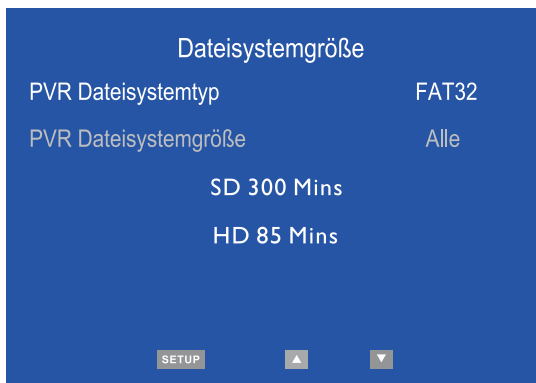 Dateisystemgröße
PVR Dateisystemtyp FAT32
PVR Dateisystemgröße Alle
SD 300 Mins
HD 85 Mins
SETUP ▲ ▼